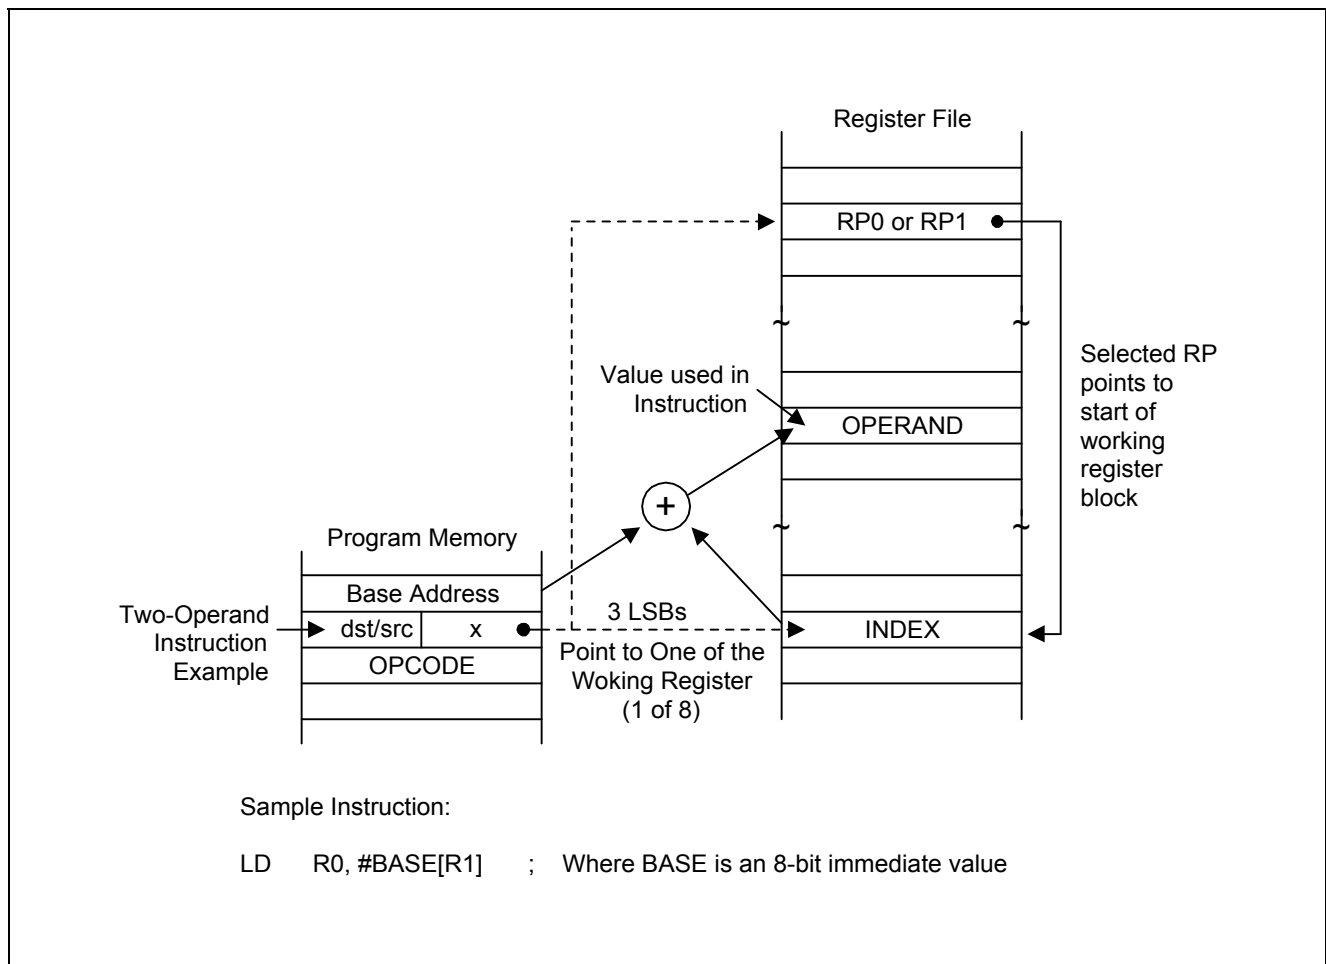 Register File
RP0 or RP1
Selected RP
points to
start of
working
register
block
Value used in
Instruction
OPERAND
+
Program Memory
Base Address
Two-Operand
Instruction
Example
dst/src
x
OPCODE
3 LSBs
Point to One of the
Woking Register
(1 of 8)
INDEX
Sample Instruction:
LD R0, #BASE[R1] ; Where BASE is an 8-bit immediate value